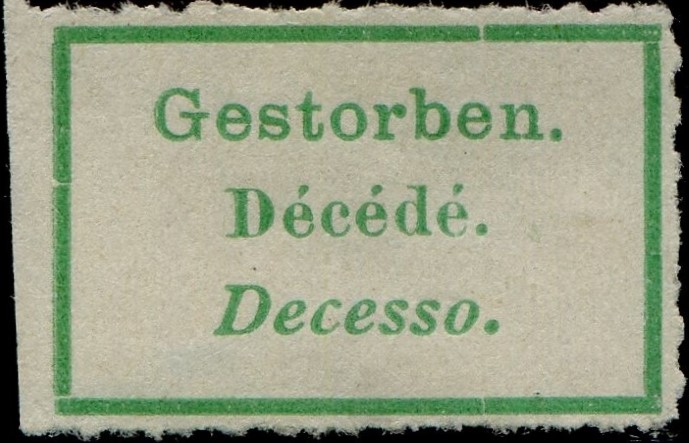 Gestorben.
Décédé.
Decesso.